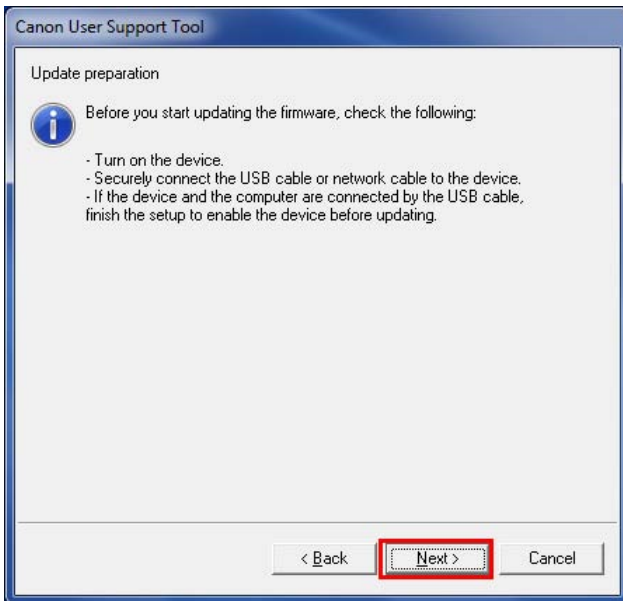 Canon User Support Tool
Update preparation
Before you start updating the firmware, check the following:
- Turn on the device.
- Securely connect the USB cable or network cable to the device.
- If the device and the computer are connected by the USB cable,
finish the setup to enable the device before updating.
< Back
Next >
Cancel